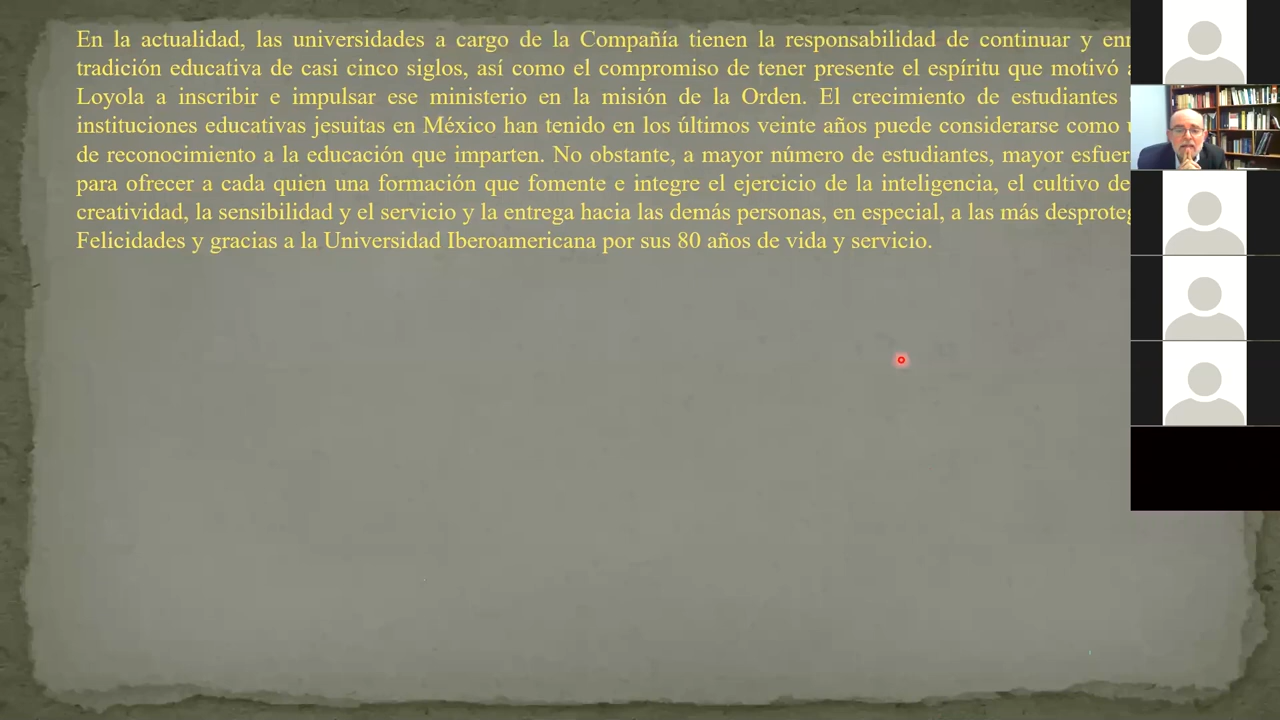 En la actualidad, las universidades a cargo de la Compañía tienen la responsabilidad de continuar y
tradición educativa de casi cinco siglos, así como el compromiso de tener presente el espíritu que motivó
Loyola a inscribir e impulsar ese ministerio en la misión de la Orden. El crecimiento de estudiantes
instituciones educativas jesuitas en México han tenido en los últimos veinte años puede considerarse como
de reconocimiento a la educación que imparten. No obstante, a mayor número de estudiantes, mayor
para ofrecer a cada quien una formación que fomente e integre el ejercicio de la inteligencia, el cultivo de
creatividad, la sensibilidad y el servicio y la entrega hacia las demás personas, en especial, a las más
Felicidades y gracias a la Universidad Iberoamericana por sus 80 años de vida y servicio.